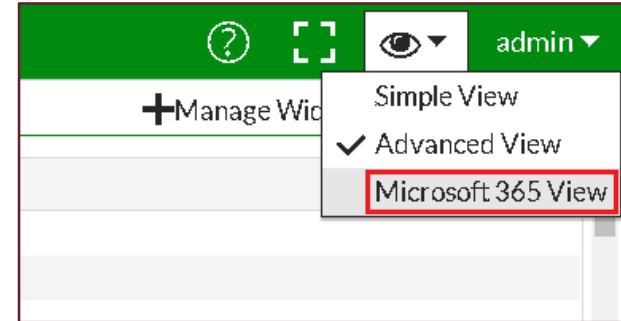 ?
admin
Manage Wid
Simple View
Advanced View
Microsoft 365 View